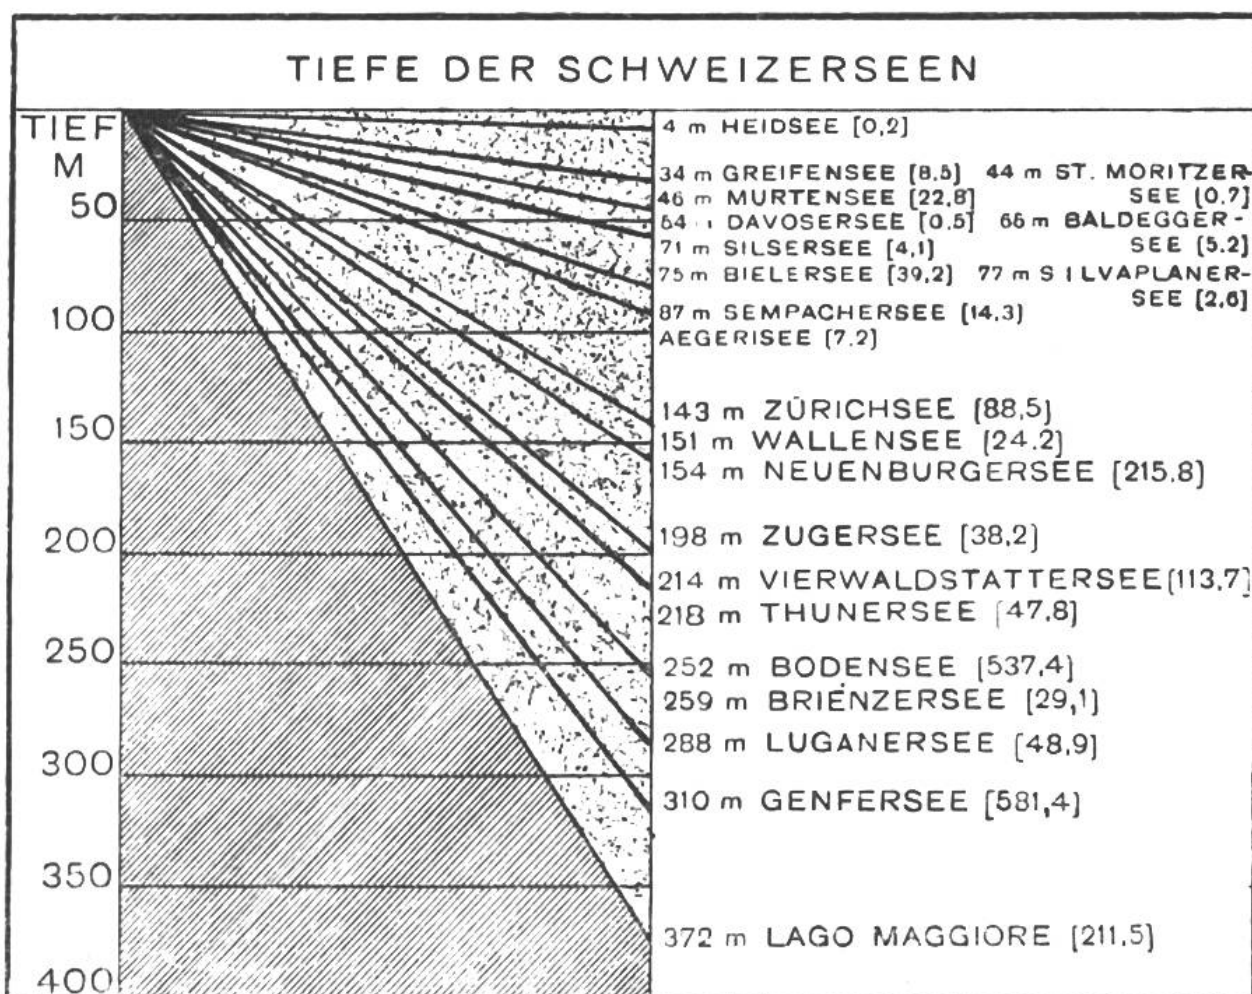 TIEFE DER SCHWEIZERSEEN
TIEF
M
50
100
150
200
250
300
350
400
4 m HEIDSEE [0,2]
34 m GREIFENSEE [8,5] 44 m ST. MORITZER-
SEE [0,7]
46 m MURTENSEE [22,8]
DAVOSERSEE [0,5] 66 m BALDEGGER-
SEE [5.2]
71 m SILSERSEE [4,1]
75 m BIELERSEE [39,2] 77 m SILVAPLANER-
SEE [2,6]
87 m SEMPACHERSEE [14,3]
AEGERISEE [7.2]
143 m ZÜRICHSEE [88,5]
151 m WALLENSEE [24.2]
154 m NEUENBURGERSEE [215.8]
198 m ZUGERSEE [38,2]
214 m VIERWALDSTATTERSEE [113,7]
218 m THUNERSEE [47,8]
252 m BODENSEE [537,4]
259 m BRIENZERSEE [29,1]
288 m LUGANERSEE [48,9]
310 m GENFERSEE [581,4]
372 m LAGO MAGGIORE [211,5]